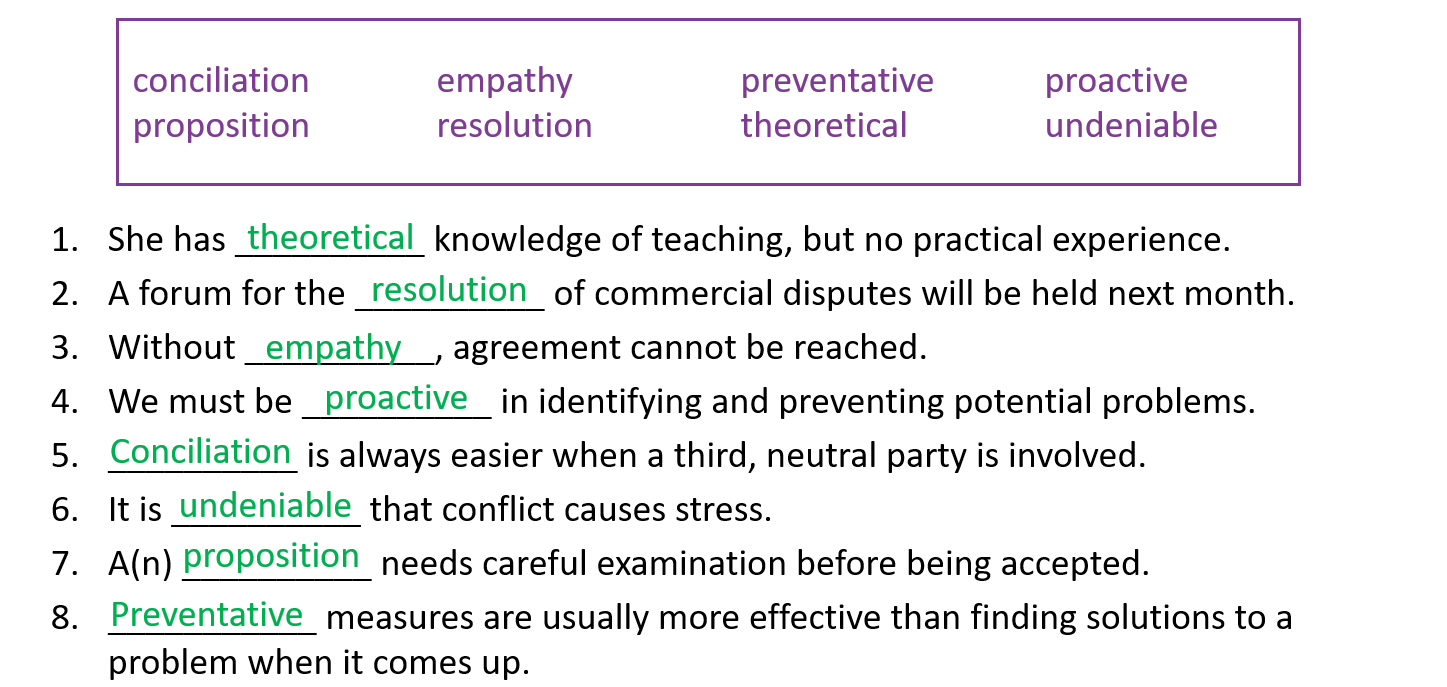 conciliation empathy preventative proactive
proposition resolution theoretical undeniable
1. She has theoretical knowledge of teaching, but no practical experience.
2. A forum for the resolution of commercial disputes will be held next month.
3. Without empathy, agreement cannot be reached.
4. We must be proactive in identifying and preventing potential problems.
5. Conciliation is always easier when a third, neutral party is involved.
6. It is undeniable that conflict causes stress.
7. A(n) proposition needs careful examination before being accepted.
8. Preventative measures are usually more effective than finding solutions to a
problem when it comes up.